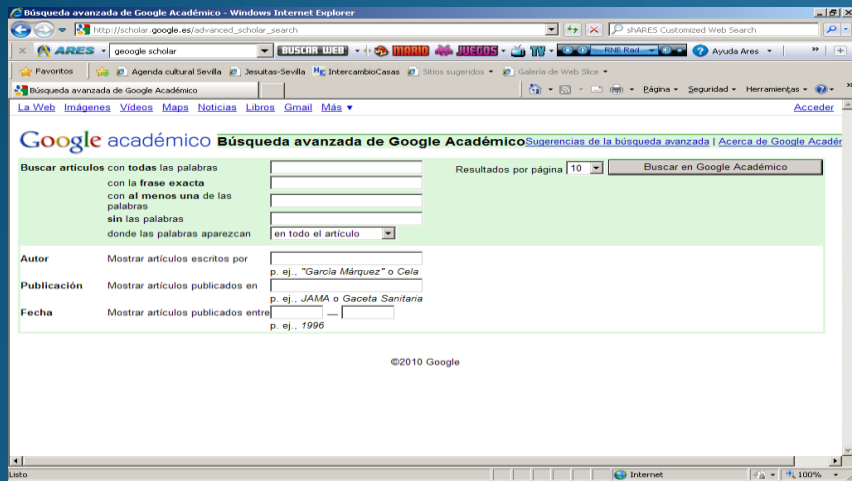 Búsqueda avanzada de Google Académico - Windows Internet Explorer
http://scholar.google.es/advanced_scholar_search
shARES Customized Web Search
ARES
geoogle scholar
BUSCAR WEB
MARIO
JUEGOS
TV
RNE Rad
Ayuda Ares
Favoritos
Agenda cultural Sevilla
Jesuitas-Sevilla
IntercambioCasas
Sitios sugeridos
Galería de Web Slice
Búsqueda avanzada de Google Académico
Página
Seguridad
Herramientas
La Web Imágenes Vídeos Maps Noticias Libros Gmail Más ▼
Acceder
Google académico Búsqueda avanzada de Google Académico Sugerencias de la búsqueda avanzada | Acerca de Google Acadér
Buscar artículos con todas las palabras
Resultados por página 10
Buscar en Google Académico
con la frase exacta
con al menos una de las
palabras
sin las palabras
donde las palabras aparezcan en todo el artículo
Autor Mostrar artículos escritos por
p. ej., "García Márquez" o Cela
Publicación Mostrar artículos publicados en
p. ej., JAMA o Gaceta Sanitaria
Fecha Mostrar artículos publicados entre —
p. ej., 1996
©2010 Google
Listo
Internet
100%